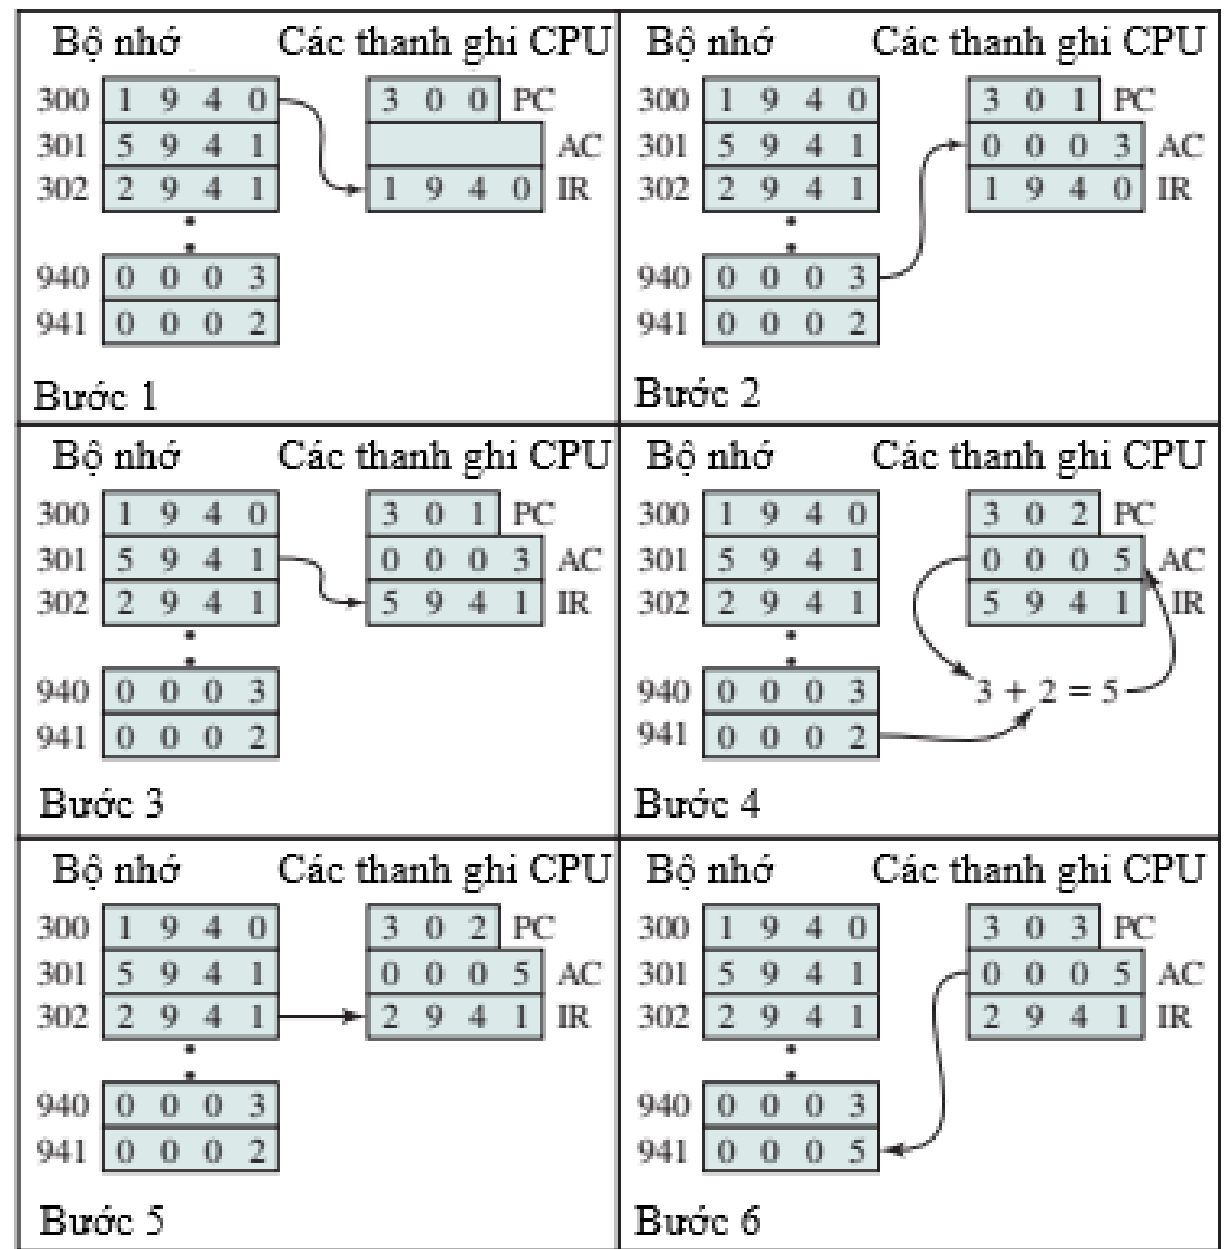 Bộ nhớ Các thanh ghi CPU
300 1 9 4 0 3 0 0 PC
301 5 9 4 1 AC
302 2 9 4 1 1 9 4 0 IR
940 0 0 0 3
941 0 0 0 2
Bước 1
Bộ nhớ Các thanh ghi CPU
300 1 9 4 0 3 0 1 PC
301 5 9 4 1 0 0 0 3 AC
302 2 9 4 1 1 9 4 0 IR
940 0 0 0 3
941 0 0 0 2
Bước 2
Bộ nhớ Các thanh ghi CPU
300 1 9 4 0 3 0 1 PC
301 5 9 4 1 0 0 0 3 AC
302 2 9 4 1 5 9 4 1 IR
940 0 0 0 3
941 0 0 0 2
Bước 3
Bộ nhớ Các thanh ghi CPU
300 1 9 4 0 3 0 2 PC
301 5 9 4 1 0 0 0 5 AC
302 2 9 4 1 5 9 4 1 IR
940 0 0 0 3 3 + 2 = 5
941 0 0 0 2
Bước 4
Bộ nhớ Các thanh ghi CPU
300 1 9 4 0 3 0 2 PC
301 5 9 4 1 0 0 0 5 AC
302 2 9 4 1 2 9 4 1 IR
940 0 0 0 3
941 0 0 0 2
Bước 5
Bộ nhớ Các thanh ghi CPU
300 1 9 4 0 3 0 3 PC
301 5 9 4 1 0 0 0 5 AC
302 2 9 4 1 2 9 4 1 IR
940 0 0 0 3
941 0 0 0 5
Bước 6